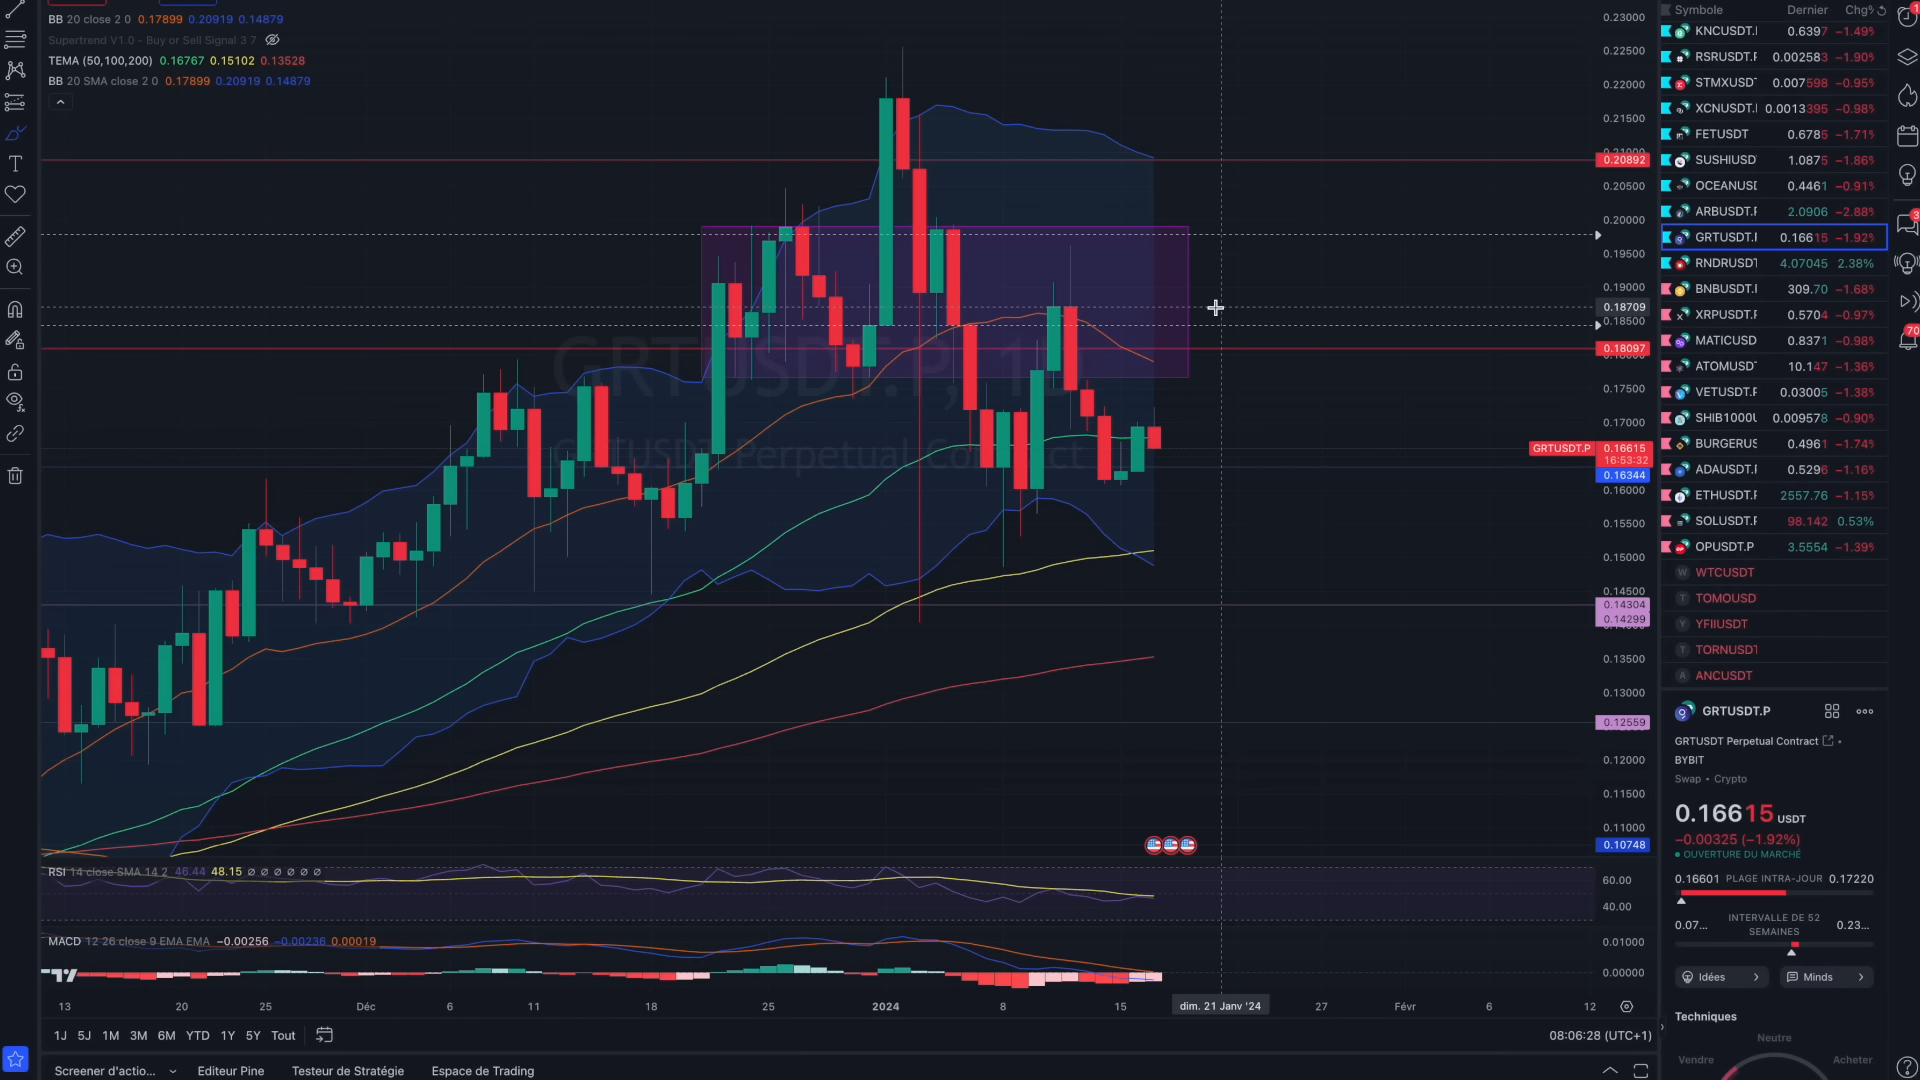 BB 20 close 2 0 0.17899 0.20919 0.14879
Supertrend V1.0 - Buy or Sell Signal 3 7
TEMA (50,100,200) 0.16767 0.15102 0.13528
BB 20 SMA close 2 0 0.17899 0.20919 0.14879
GRTUSDT.P, 1D
GRTUSDT Perpetual Contract
0.23000
0.22500
0.22000
0.21500
0.20892
0.20500
0.20000
0.19500
0.19000
0.18709
0.18500
0.18097
0.17500
0.17000
GRTUSDT.P 0.16615
16:53:32
0.16344
0.16000
0.15500
0.15000
0.14500
0.14304
0.14299
0.13500
0.13000
0.12559
0.12000
0.11500
0.11000
0.10748
RSI 14 close SMA 14 2 46.44 48.15 ∅ ∅ ∅ ∅ ∅ ∅
60.00
40.00
MACD 12 26 close 9 EMA EMA −0.00256 −0.00236 0.00019
0.01000
0.00000
13 20 25 Déc 6 11 18 25 2024 8 15 dim. 21 Janv '24 27 Févr 6 12
1J 5J 1M 3M 6M YTD 1Y 5Y Tout
08:06:28 (UTC+1)
Screener d'actio... Editeur Pine Testeur de Stratégie Espace de Trading
Symbole Dernier Chg%
KNCUSDT.I 0.6397 −1.49%
RSRUSDT.P 0.002583 −1.90%
STMXUSDT 0.007598 −0.95%
XCNUSDT.I 0.0013395 −0.98%
FETUSDT 0.6785 −1.71%
SUSHIUSD 1.0875 −1.86%
OCEANUSI 0.4461 −0.91%
ARBUSDT.F 2.0906 −2.88%
GRTUSDT.I 0.16615 −1.92%
RNDRUSDT 4.07045 2.38%
BNBUSDT.I 309.70 −1.68%
XRPUSDT.F 0.5704 −0.97%
MATICUSD 0.8371 −0.98%
ATOMUSD 10.147 −1.36%
VETUSDT.F 0.03005 −1.38%
SHIB1000U 0.009578 −0.90%
BURGERUS 0.4961 −1.74%
ADAUSDT.F 0.5296 −1.16%
ETHUSDT.F 2557.76 −1.15%
SOLUSDT.F 98.142 0.53%
OPUSDT.P 3.5554 −1.39%
W WTCUSDT
T TOMOUSD
Y YFIIUSDT
T TORNUSDT
A ANCUSDT
GRTUSDT.P
GRTUSDT Perpetual Contract
BYBIT
Swap • Crypto
0.16615 USDT
−0.00325 (−1.92%)
OUVERTURE DU MARCHÉ
0.16601 PLAGE INTRA-JOUR 0.17220
0.07... INTERVALLE DE 52 SEMAINES 0.23...
Idées
Minds
Techniques
Neutre
Vendre Acheter
1
3
70